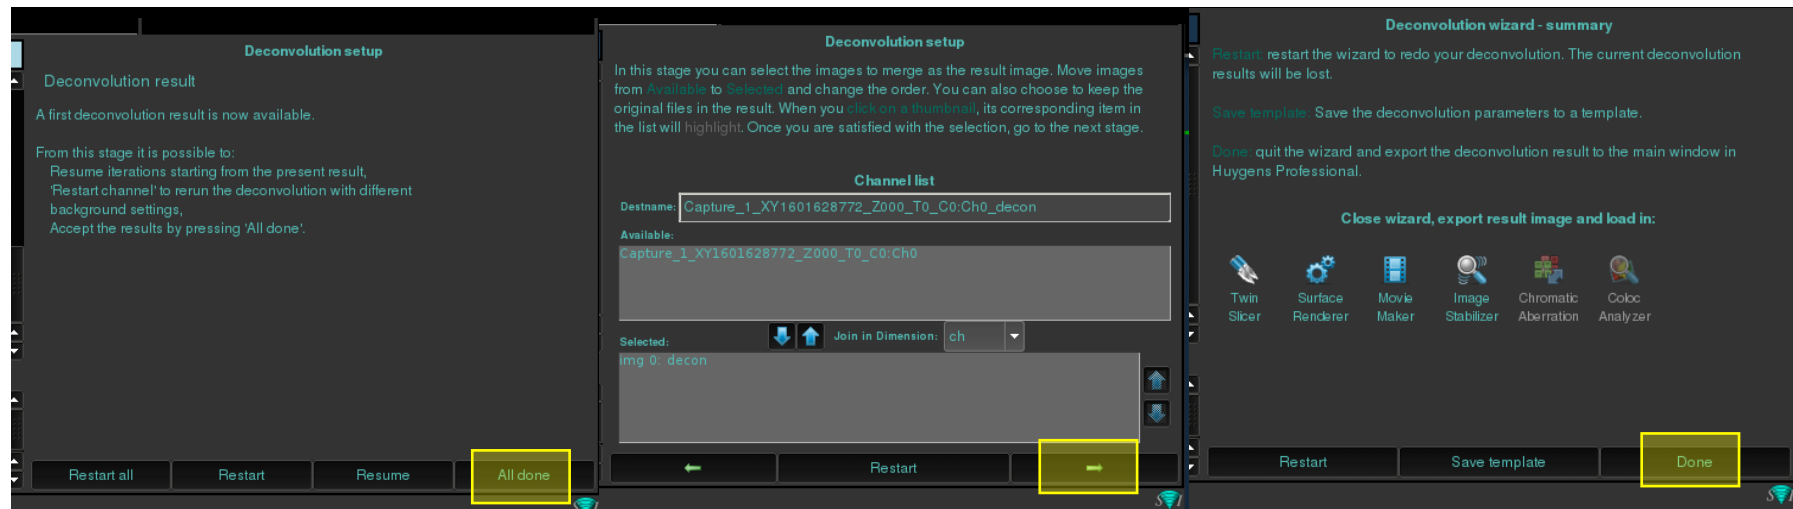 Deconvolution setup
Deconvolution result
A first deconvolution result is now available.
From this stage it is possible to:
Resume iterations starting from the present result,
'Restart channel' to rerun the deconvolution with different
background settings,
Accept the results by pressing 'All done'.
Restart all
Restart
Resume
All done
Deconvolution setup
In this stage you can select the images to merge as the result image. Move images
from Available to Selected and change the order. You can also choose to keep the
original files in the result. When you click on a thumbnail, its corresponding item in
the list will highlight. Once you are satisfied with the selection, go to the next stage.
Channel list
Destname: Capture_1_XY1601628772_Z000_T0_C0:Ch0_decon
Available:
Capture_1_XY1601628772_Z000_T0_C0:Ch0
Join in Dimension: ch
Selected:
img 0: decon
Restart
SVI
Deconvolution wizard - summary
Restart: restart the wizard to redo your deconvolution. The current deconvolution
results will be lost.
Save template: Save the deconvolution parameters to a template.
Done: quit the wizard and export the deconvolution result to the main window in
Huygens Professional.
Close wizard, export result image and load in:
Twin
Slicer
Surface
Renderer
Movie
Maker
Image
Stabilizer
Chromatic
Aberration
Coloc
Analyzer
Restart
Save template
Done